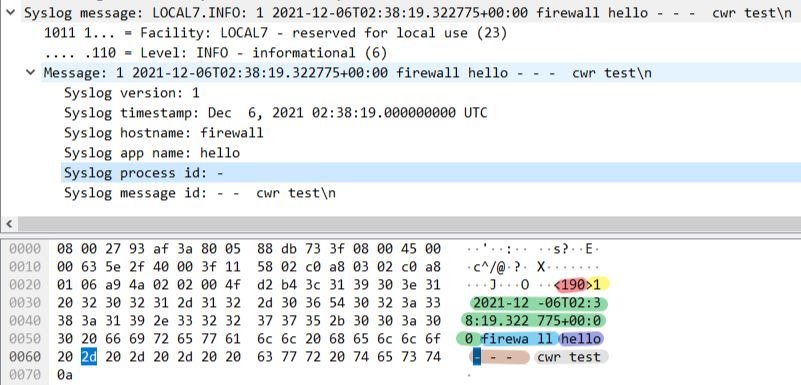 Syslog message: LOCAL7.INFO: 1 2021-12-06T02:38:19.322775+00:00 firewall hello - - -  cwr test\n
1011 1... = Facility: LOCAL7 - reserved for local use (23)
.... .110 = Level: INFO - informational (6)
Message: 1 2021-12-06T02:38:19.322775+00:00 firewall hello - - -  cwr test\n
Syslog version: 1
Syslog timestamp: Dec  6, 2021 02:38:19.000000000 UTC
Syslog hostname: firewall
Syslog app name: hello
Syslog process id: -
Syslog message id: - -  cwr test\n
0000 08 00 27 93 af 3a 80 05 88 db 73 3f 08 00 45 00 ··'··:·· ··s?··E·
0010 00 63 5e 2f 40 00 3f 11 58 02 c0 a8 03 02 c0 a8 ·c^/@·?· X·······
0020 01 06 a9 4a 02 02 00 4f d2 b4 3c 31 39 30 3e 31 ···J···O ··<190>1
0030 20 32 30 32 31 2d 31 32 2d 30 36 54 30 32 3a 33 2021-12 -06T02:3
0040 38 3a 31 39 2e 33 32 32 37 37 35 2b 30 30 3a 30 8:19.322 775+00:0
0050 30 20 66 69 72 65 77 61 6c 6c 20 68 65 6c 6c 6f 0 firewa ll hello
0060 20 2d 20 2d 20 2d 20 20 63 77 72 20 74 65 73 74 - - - cwr test
0070 0a ·